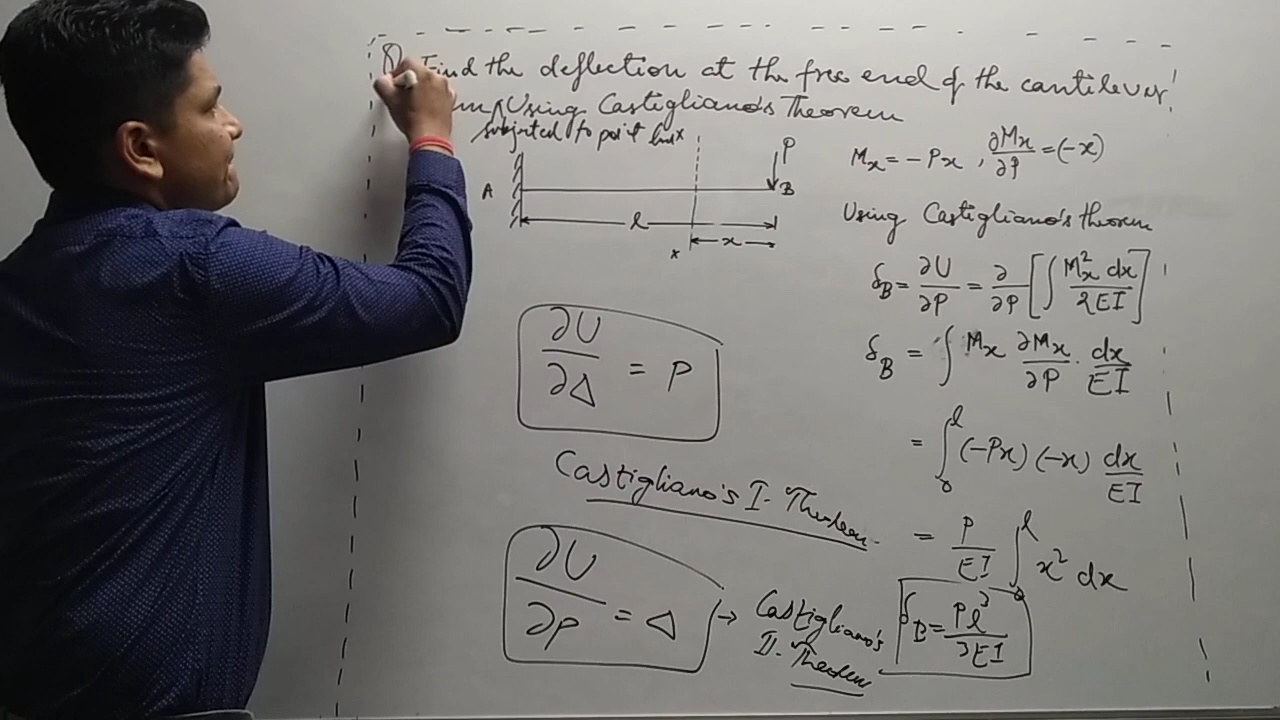 Q. Find the deflection at the free end of the cantilever
Using Castigliano's Theorem
subjected to point
x
P
A
B
l
x
x
Mx = -Px , ∂Mx/∂P = (-x)
Using Castigliano's theorem
δB = ∂U/∂P = ∂/∂P [∫ Mx² dx / 2EI]
δB = ∫ Mx ∂Mx/∂P · dx/EI
= ∫₀ˡ (-Px) (-x) dx/EI
= P/EI ∫₀ˡ x² dx
δB = Pl³/3EI
∂U/∂Δ = P
Castigliano's I - Theorem
∂U/∂P = Δ → Castigliano's
II - Theorem